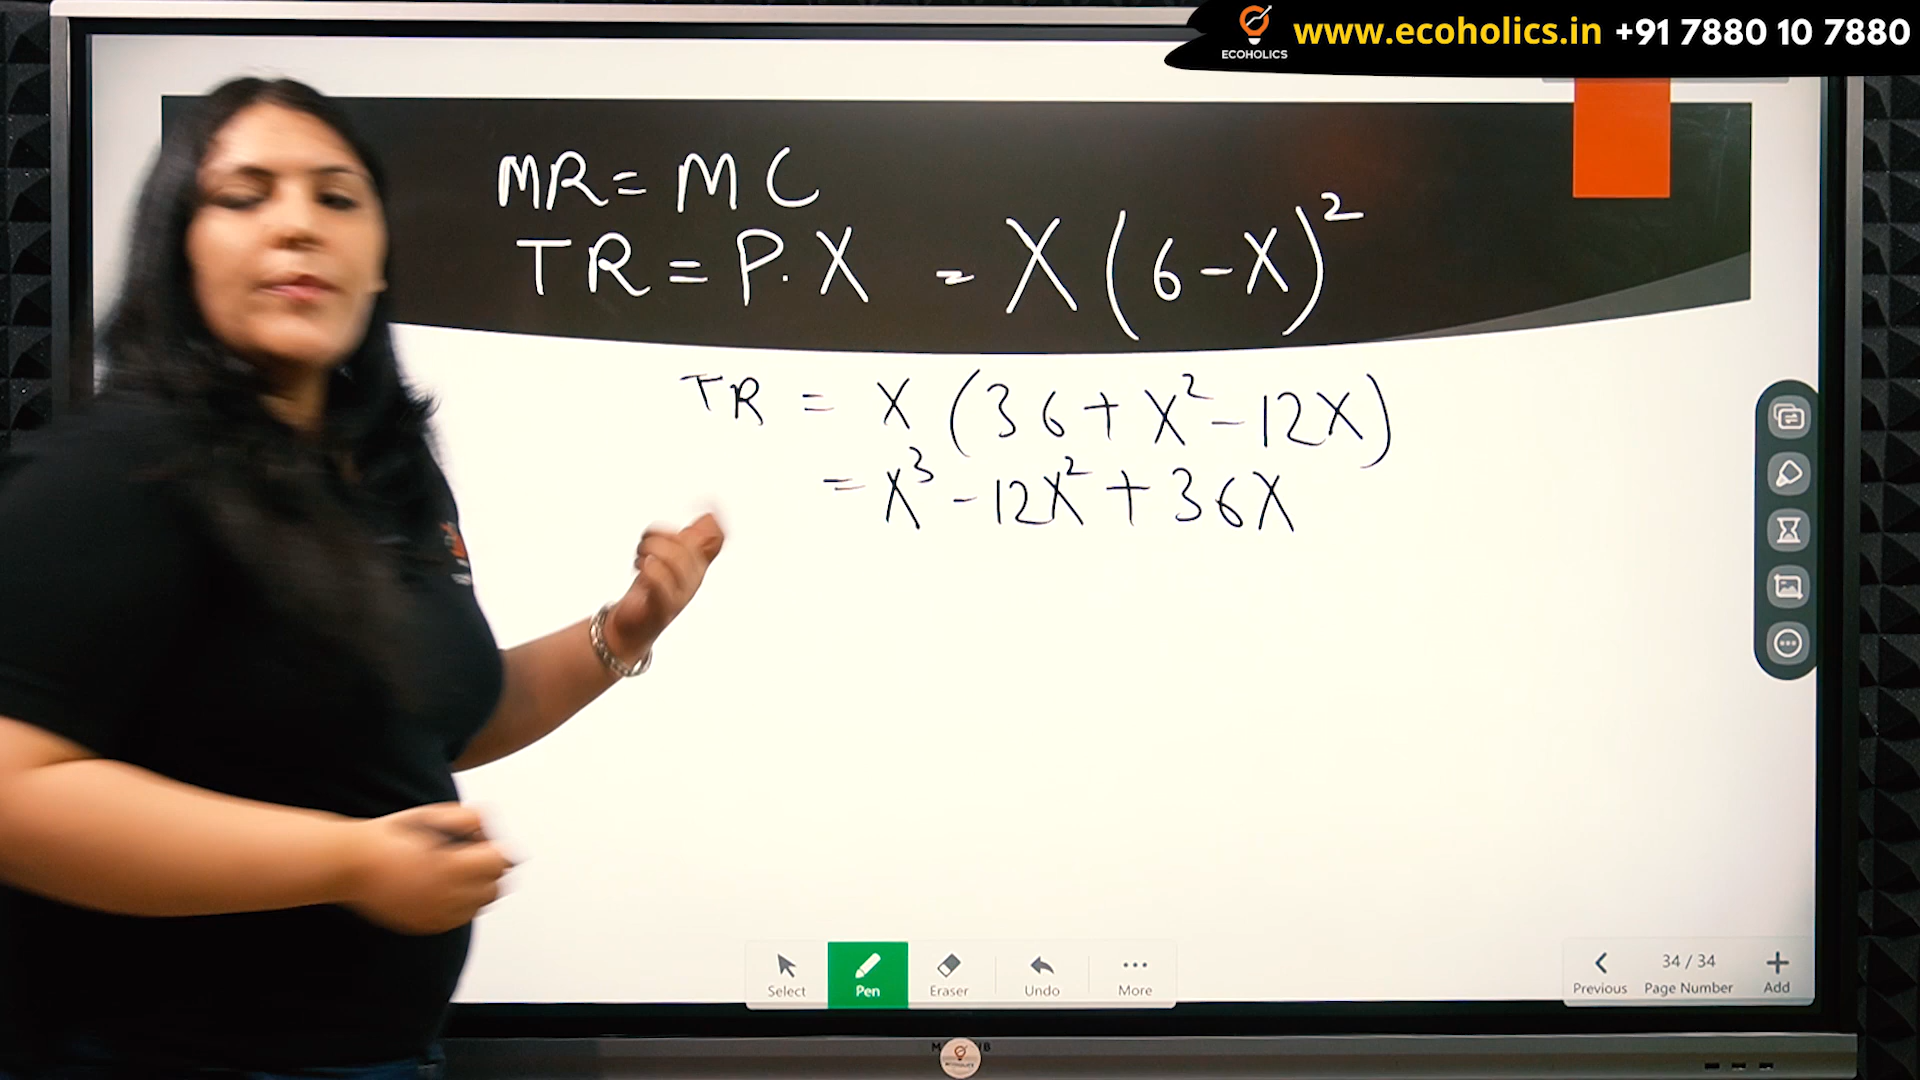 ECOHOLICS
www.ecoholics.in +91 7880 10 7880
MR = MC
TR = P.X = X(6-X)²
TR = X(36+X²-12X)
= X³-12X²+36X
Select
Pen
Eraser
Undo
More
Previous
34 / 34
Page Number
Add
ECOHOLICS